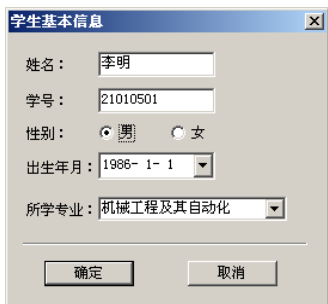 学生基本信息
姓名： 李明
学号： 21010501
性别： 男 女
出生年月： 1986- 1- 1
所学专业： 机械工程及其自动化
确定 取消